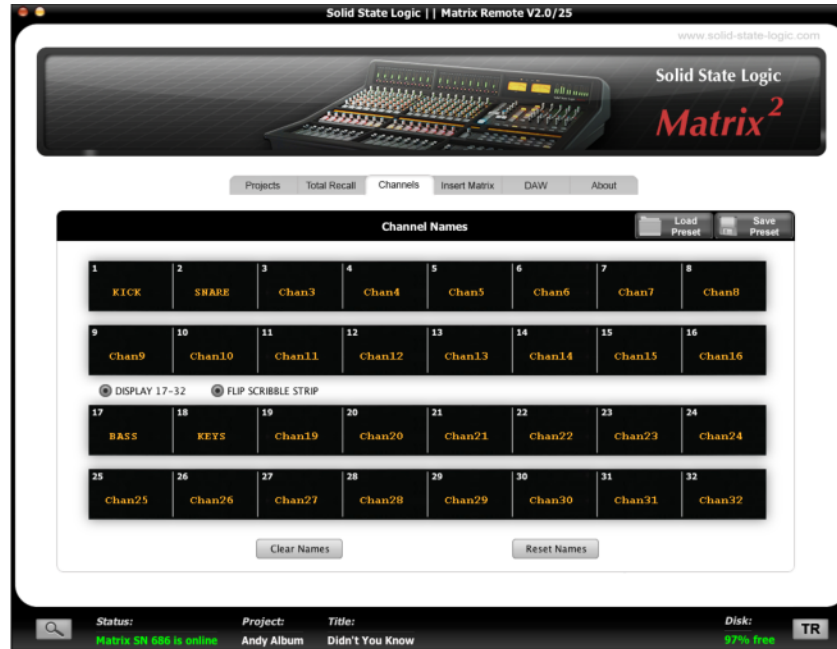 Solid State Logic || Matrix Remote V2.0/25
www.solid-state-logic.com
Solid State Logic
Matrix2
Projects Total Recall Channels Insert Matrix DAW About
Channel Names
Load Preset
Save Preset
1 2 3 4 5 6 7 8
KICK SNARE Chan3 Chan4 Chan5 Chan6 Chan7 Chan8
9 10 11 12 13 14 15 16
Chan9 Chan10 Chan11 Chan12 Chan13 Chan14 Chan15 Chan16
DISPLAY 17-32 FLIP SCRIBBLE STRIP
17 18 19 20 21 22 23 24
BASS KEYS Chan19 Chan20 Chan21 Chan22 Chan23 Chan24
25 26 27 28 29 30 31 32
Chan25 Chan26 Chan27 Chan28 Chan29 Chan30 Chan31 Chan32
Clear Names Reset Names
Status: Project: Title: Disk:
Matrix SN 686 is online Andy Album Didn't You Know 97% free
TR